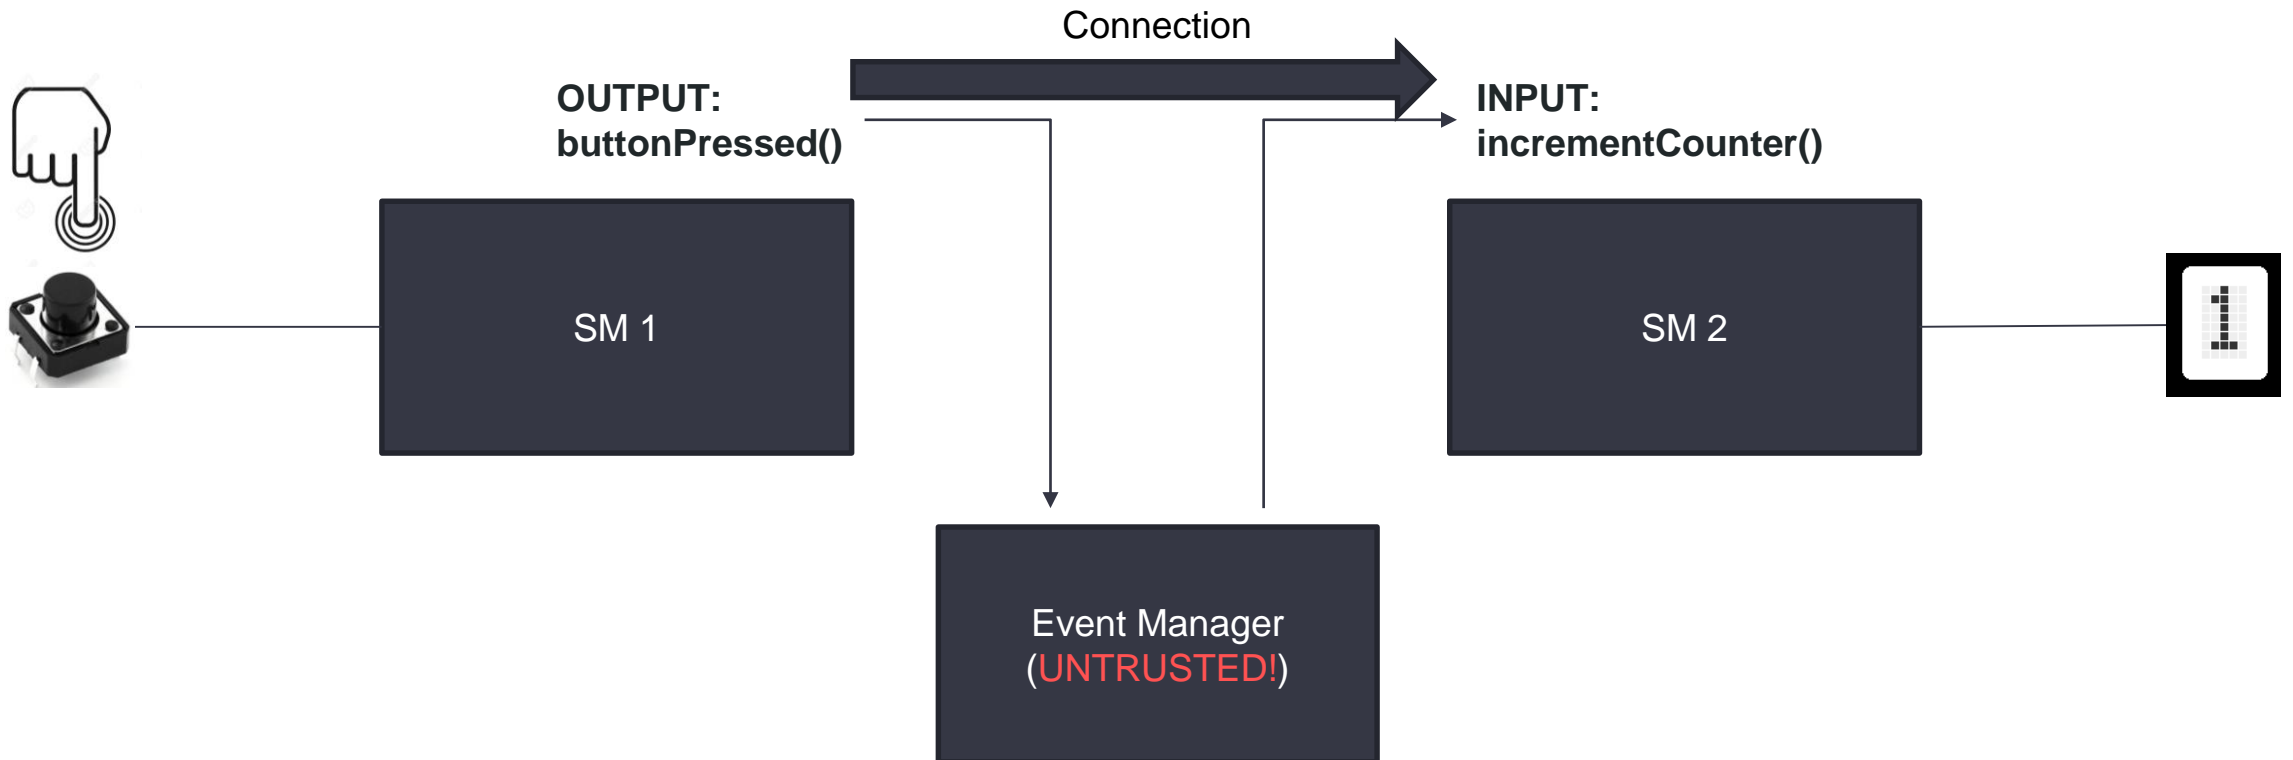 Connection
OUTPUT:
buttonPressed()
INPUT:
incrementCounter()
SM 1
SM 2
1
Event Manager
(UNTRUSTED!)